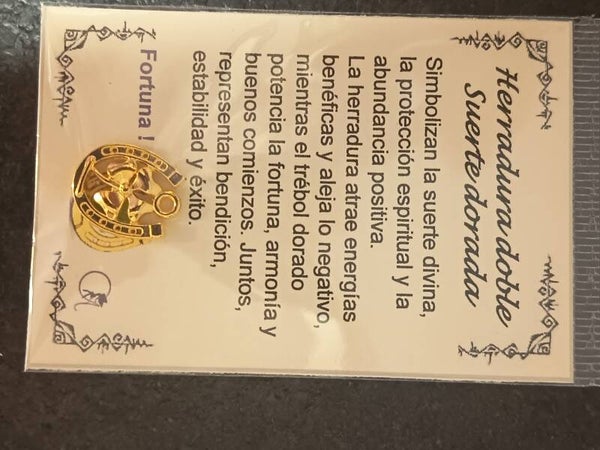 Herradura doble
Suerte dorada
Simbolizan la suerte divina,
la protección espiritual y la
abundancia positiva.
La herradura atrae energías
benéficas y aleja lo negativo,
mientras el trébol dorado
potencia la fortuna, armonía y
buenos comienzos. Juntos,
representan bendición,
estabilidad y éxito.
Fortuna !